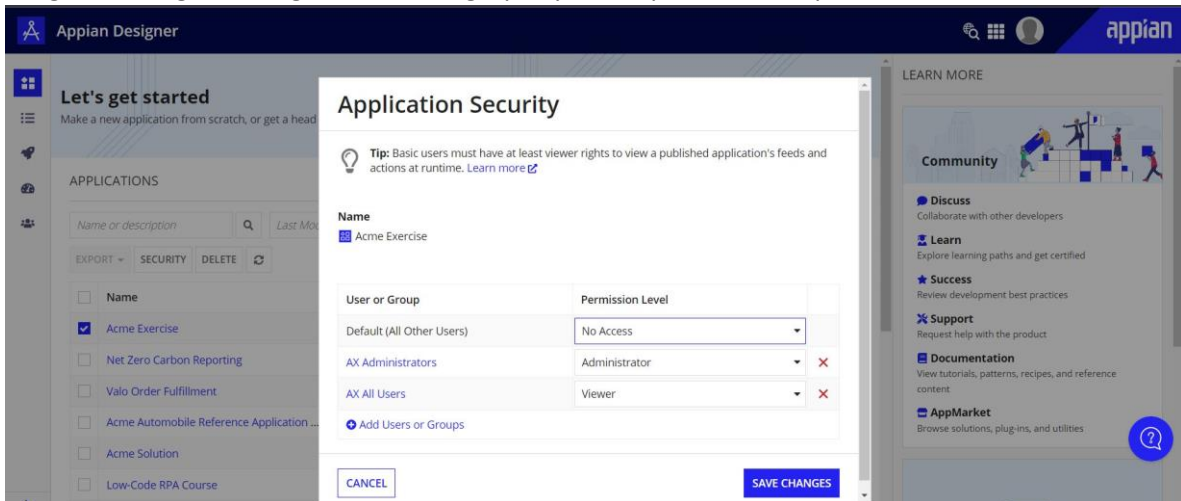 Appian Designer
appian
Let's get started
Make a new application from scratch, or get a head
APPLICATIONS
Name or description
Last Mo
EXPORT
SECURITY
DELETE
Name
Acme Exercise
Net Zero Carbon Reporting
Valo Order Fulfillment
Acme Automobile Reference Application ...
Acme Solution
Low-Code RPA Course
Application Security
Tip: Basic users must have at least viewer rights to view a published application's feeds and
actions at runtime. Learn more
Name
Acme Exercise
User or Group Permission Level
Default (All Other Users) No Access
AX Administrators Administrator
AX All Users Viewer
Add Users or Groups
CANCEL
SAVE CHANGES
LEARN MORE
Community
Discuss
Collaborate with other developers
Learn
Explore learning paths and get certified
Success
Review development best practices
Support
Request help with the product
Documentation
View tutorials, patterns, recipes, and reference
content
AppMarket
Browse solutions, plug-ins, and utilities